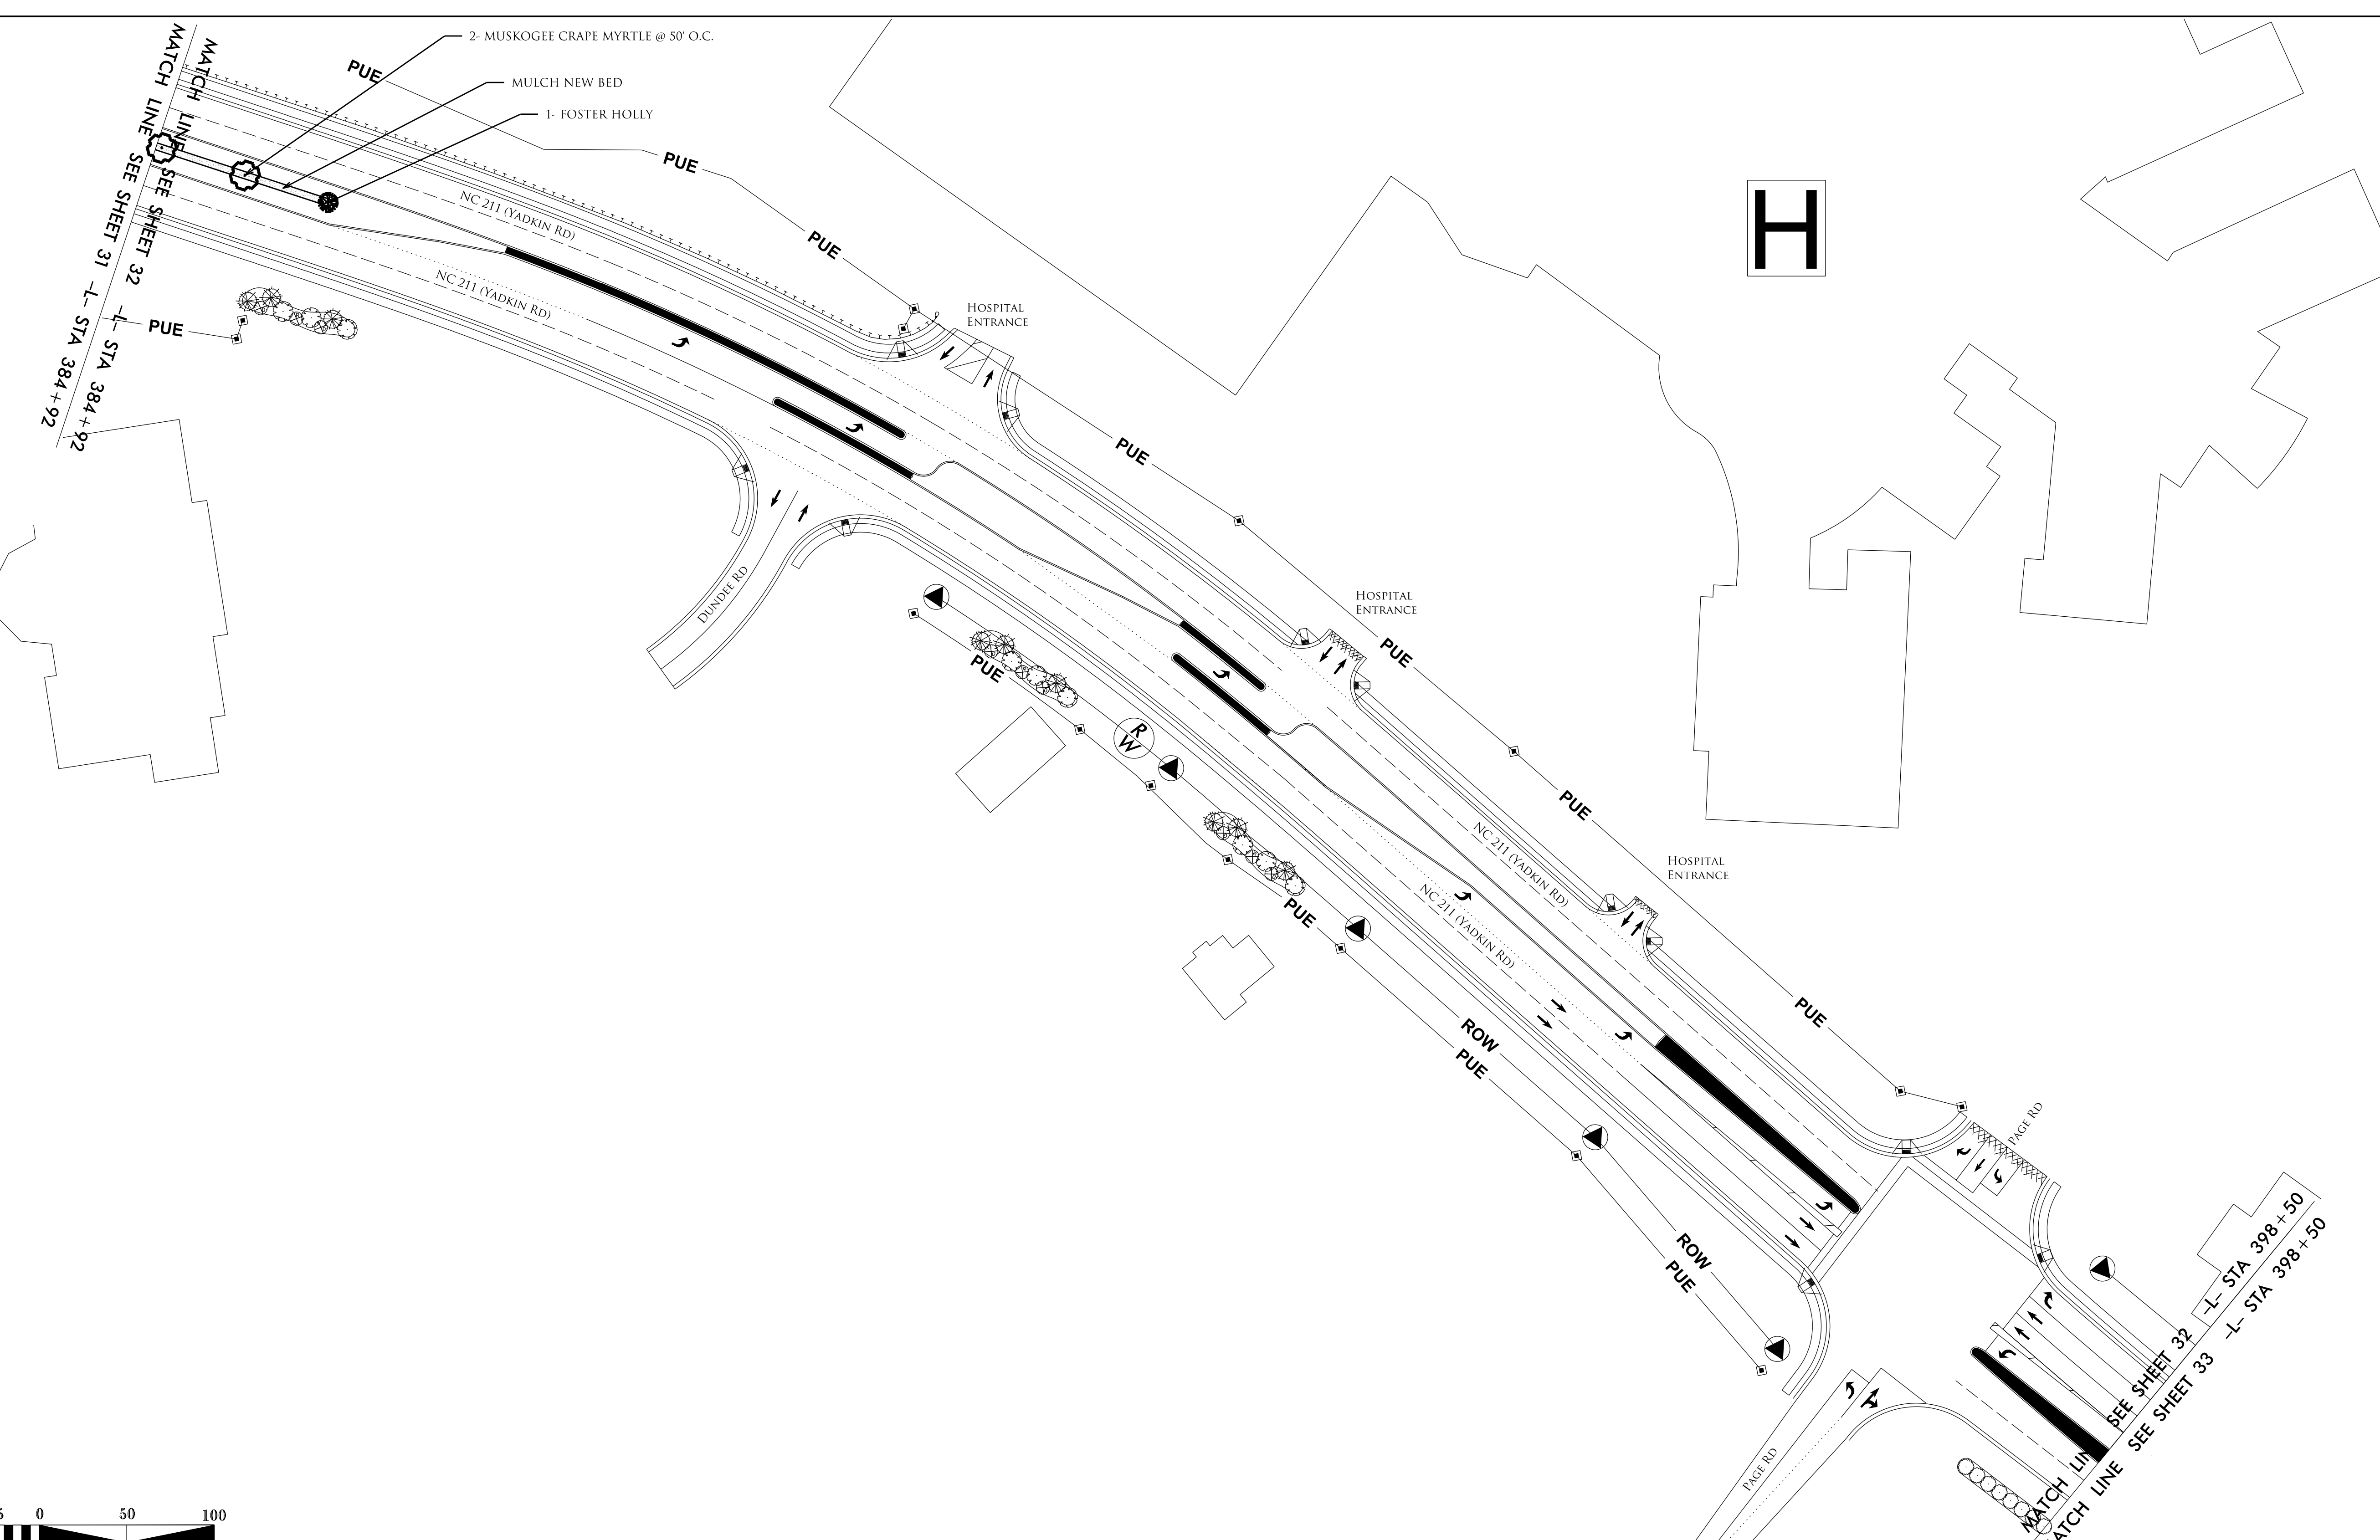 2- MUSKOGEE CRAPE MYRTLE @ 50' O.C.
MULCH NEW BED
1- FOSTER HOLLY
MATCH LINE SEE SHEET 31 -L- STA 384+92
MATCH LINE SEE SHEET 32 -L- STA 384+92
PUE
PUE
PUE
PUE
H
NC 211 (YADKIN RD)
NC 211 (YADKIN RD)
HOSPITAL
ENTRANCE
PUE
DUNDEE RD
HOSPITAL
ENTRANCE
PUE
PUE
R
W
PUE
HOSPITAL
ENTRANCE
NC 211 (YADKIN RD)
NC 211 (YADKIN RD)
PUE
PUE
ROW
PUE
PAGE RD
ROW
PUE
PAGE RD
MATCH LIN SEE SHEET 32 -L- STA 398+50
ATCH LINE SEE SHEET 33 -L- STA 398+50
0 50 100